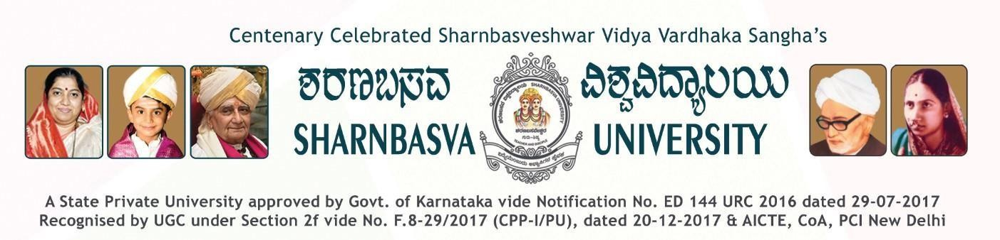 Centenary Celebrated Sharnbasveshwar Vidya Vardhaka Sangha's
ಶರಣಬಸವ ವಿಶ್ವವಿದ್ಯಾಲಯ
SHARNBASVA UNIVERSITY
SHARNBASVA UNIVERSITY
ಶರಣಬಸವೇಶ್ವರ
ಗುರು-ಶಿಷ್ಯ
TEACHER AND DISCIPLE
A State Private University approved by Govt. of Karnataka vide Notification No. ED 144 URC 2016 dated 29-07-2017
Recognised by UGC under Section 2f vide No. F.8-29/2017 (CPP-I/PU), dated 20-12-2017 & AICTE, CoA, PCI New Delhi